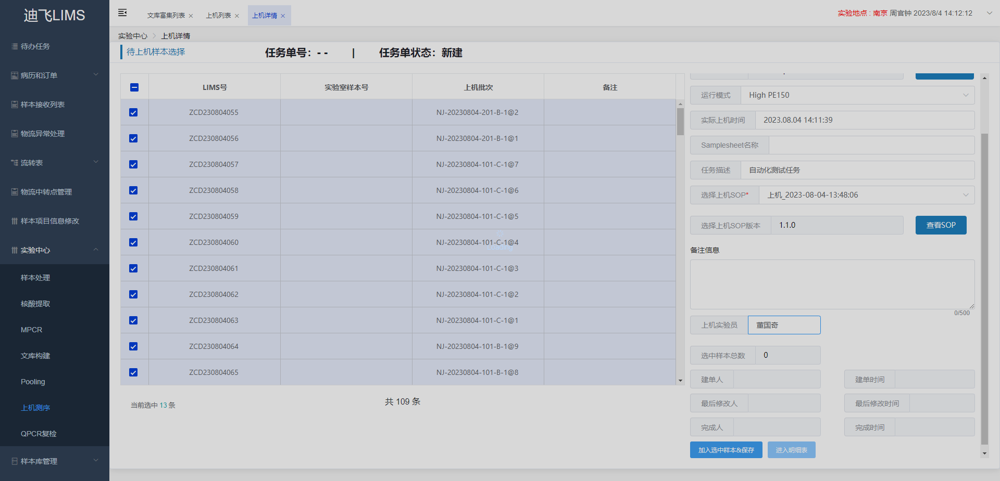 迪飞LIMS
待办任务
病历和订单
样本接收列表
物流异常处理
流转表
物流中转点管理
样本项目信息修改
实验中心
样本处理
核酸提取
MPCR
文库构建
Pooling
上机测序
QPCR复检
样本库管理
文库富集列表
上机列表
上机详情
实验地点 : 南京 周官钟 2023/8/4 14:12:12
实验中心 > 上机详情
待上机样本选择
任务单号：- - | 任务单状态：新建
LIMS号 实验室样本号 上机批次 备注
ZCD230804055 NJ-20230804-201-B-1@2
ZCD230804056 NJ-20230804-201-B-1@1
ZCD230804057 NJ-20230804-101-C-1@7
ZCD230804058 NJ-20230804-101-C-1@6
ZCD230804059 NJ-20230804-101-C-1@5
ZCD230804060 NJ-20230804-101-C-1@4
Loading
ZCD230804061 NJ-20230804-101-C-1@3
ZCD230804062 NJ-20230804-101-C-1@2
ZCD230804063 NJ-20230804-101-C-1@1
ZCD230804064 NJ-20230804-101-B-1@9
ZCD230804065 NJ-20230804-101-B-1@8
当前选中 13 条
共 109 条
运行模式 High PE150
实际上机时间 2023.08.04 14:11:39
Samplesheet名称
任务描述 自动化测试任务
选择上机SOP* 上机_2023-08-04-13:48:06
选择上机SOP版本 1.1.0 查看SOP
备注信息
0/500
上机实验员 董国奇
选中样本总数 0
建单人 建单时间
最后修改人 最后修改时间
完成人 完成时间
加入选中样本&保存 进入明细表